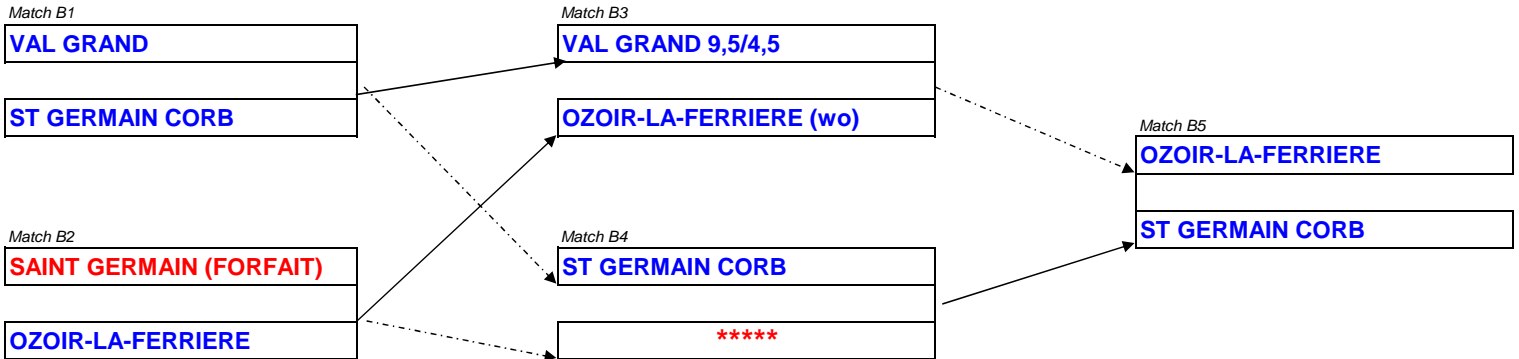 Match B1
VAL GRAND
ST GERMAIN CORB
Match B2
SAINT GERMAIN (FORFAIT)
OZOIR-LA-FERRIERE
Match B3
VAL GRAND 9,5/4,5
OZOIR-LA-FERRIERE (wo)
Match B4
ST GERMAIN CORB
*****
Match B5
OZOIR-LA-FERRIERE
ST GERMAIN CORB